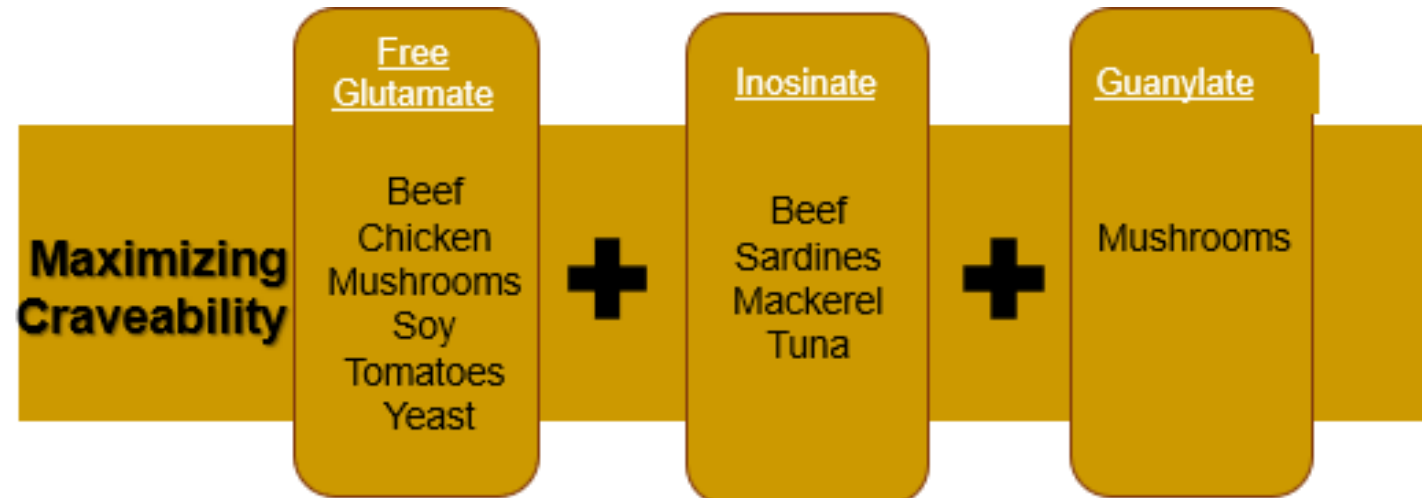 Maximizing
Craveability
Free
Glutamate
Beef
Chicken
Mushrooms
Soy
Tomatoes
Yeast
Inosinate
Beef
Sardines
Mackerel
Tuna
Guanylate
Mushrooms